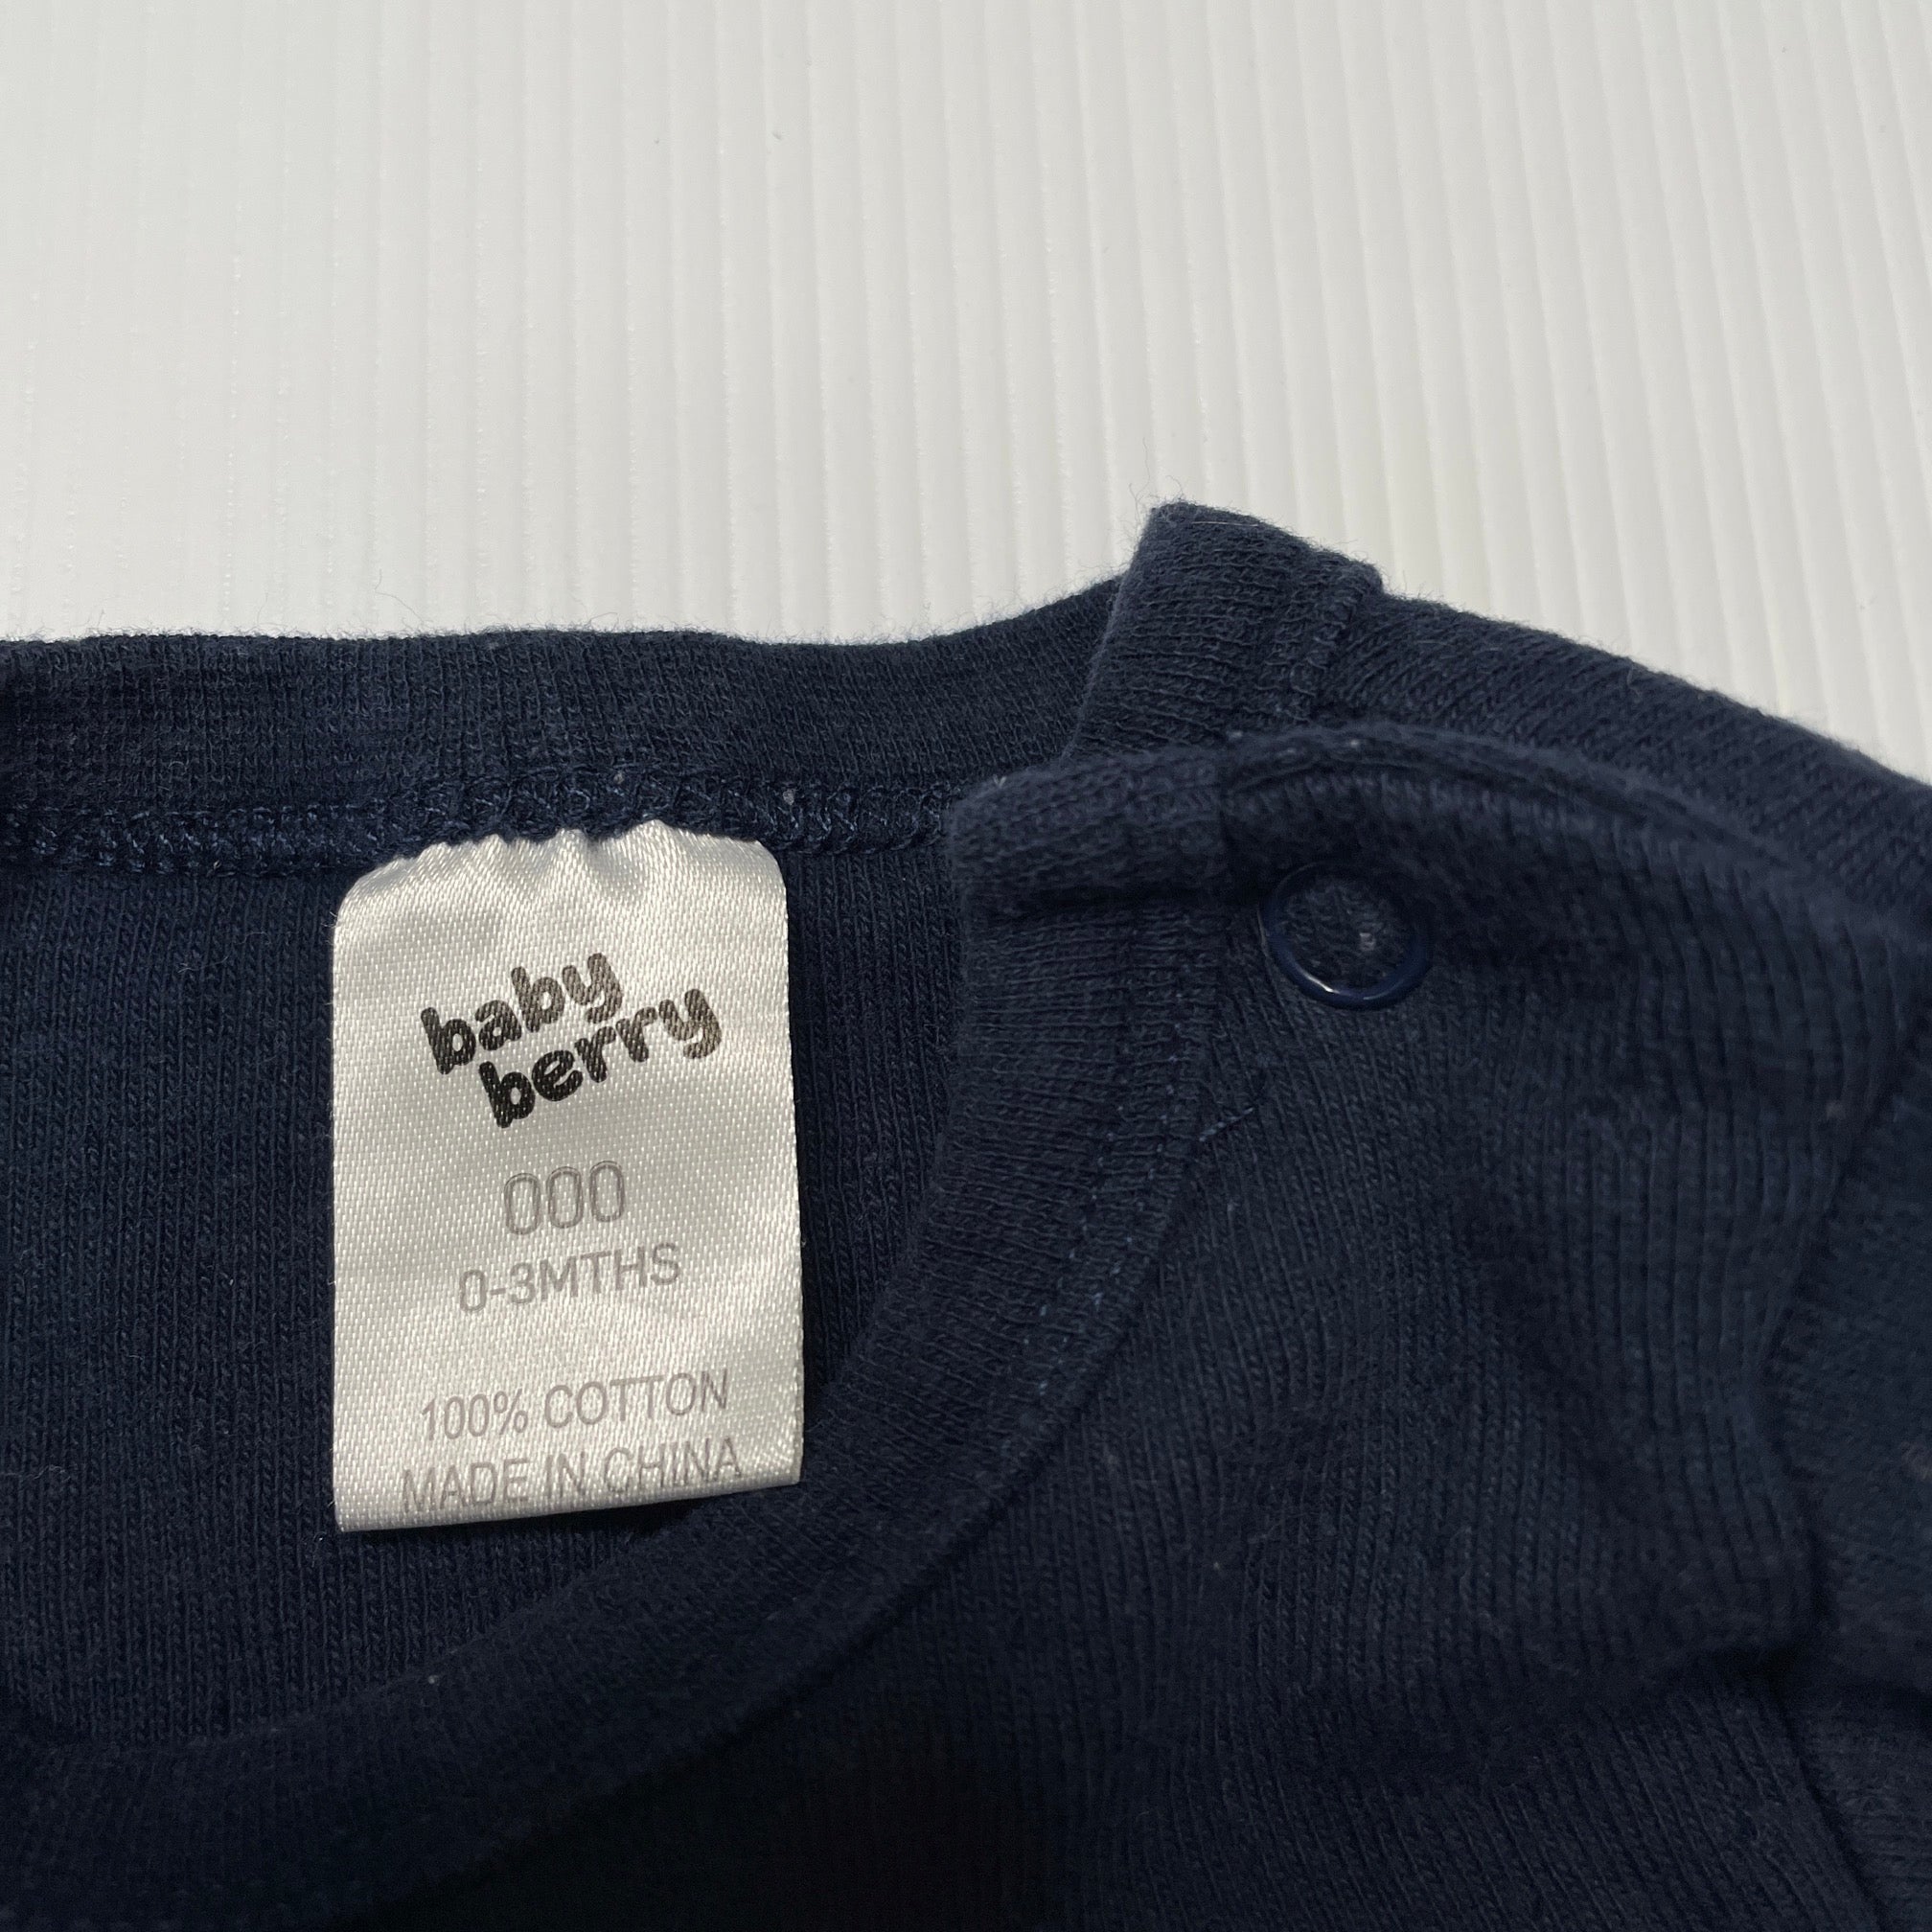 baby
berry
000
0-3MTHS
100% COTTON
MADE IN CHINA